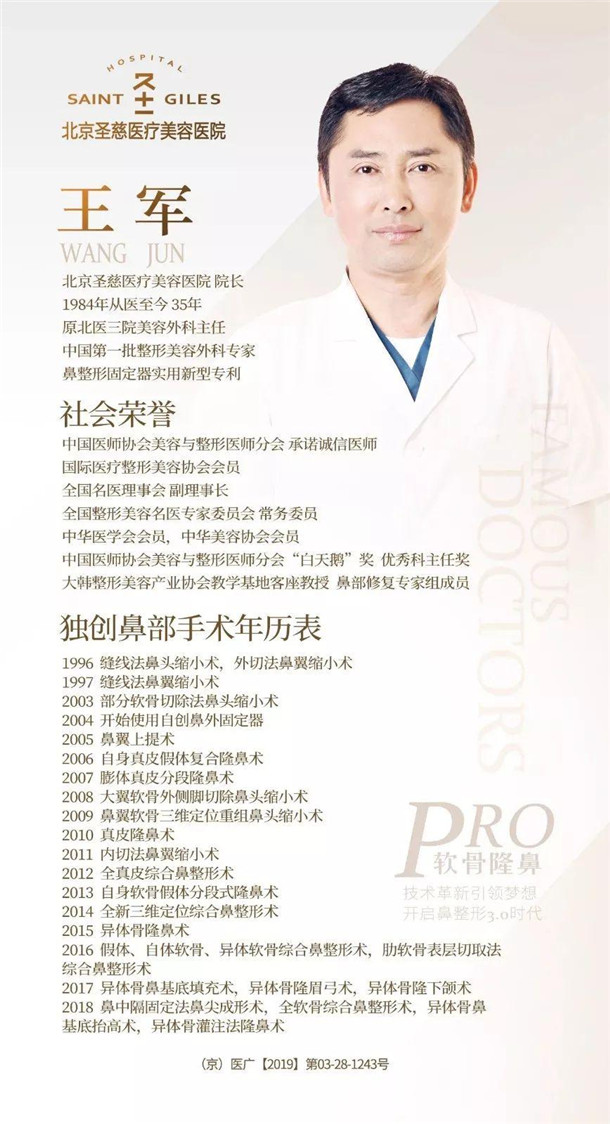 HOSPITAL
SAINT GILES
北京圣慈医疗美容医院
王军
WANG JUN
北京圣慈医疗美容医院 院长
1984年从医至今 35年
原北医三院美容外科主任
中国第一批整形美容外科专家
鼻整形固定器实用新型专利
社会荣誉
中国医师协会美容与整形医师分会 承诺诚信医师
国际医疗整形美容协会会员
全国名医理事会 副理事长
全国整形美容名医专家委员会 常务委员
中华医学会会员，中华美容协会会员
中国医师协会美容与整形医师分会“白天鹅”奖 优秀科主任奖
大韩整形美容产业协会教学基地客座教授 鼻部修复专家组成员
FAMOUS
DOCTORS
独创鼻部手术年历表
1996 缝线法鼻头缩小术，外切法鼻翼缩小术
1997 缝线法鼻翼缩小术
2003 部分软骨切除法鼻头缩小术
2004 开始使用自创鼻外固定器
2005 鼻翼上提术
2006 自身真皮假体复合隆鼻术
2007 膨体真皮分段隆鼻术
2008 大翼软骨外侧脚切除鼻头缩小术
2009 鼻翼软骨三维定位重组鼻头缩小术
2010 真皮隆鼻术
2011 内切法鼻翼缩小术
2012 全真皮综合鼻整形术
2013 自身软骨假体分段式隆鼻术
2014 全新三维定位综合鼻整形术
2015 异体骨隆鼻术
2016 假体、自体软骨、异体软骨综合鼻整形术，肋软骨表层切取法
综合鼻整形术
2017 异体骨鼻基底填充术，异体骨隆眉弓术，异体骨隆下颌术
2018 鼻中隔固定法鼻尖成形术，全软骨综合鼻整形术，异体骨鼻
基底抬高术，异体骨灌注法隆鼻术
PRO
软骨隆鼻
技术革新引领梦想
开启鼻整形3.0时代
（京）医广【2019】第03-28-1243号